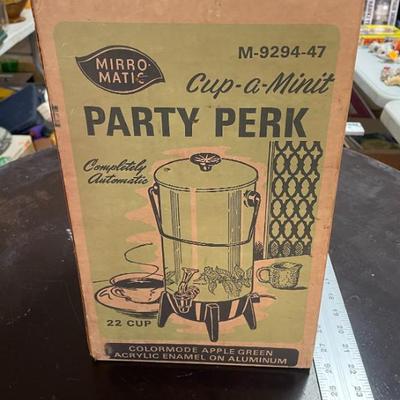 MIRRO-
MATIC
M-9294-47
Cup-a-Minit
PARTY PERK
Completely
Automatic
22 CUP
COLORMODE APPLE GREEN
ACRYLIC ENAMEL ON ALUMINUM